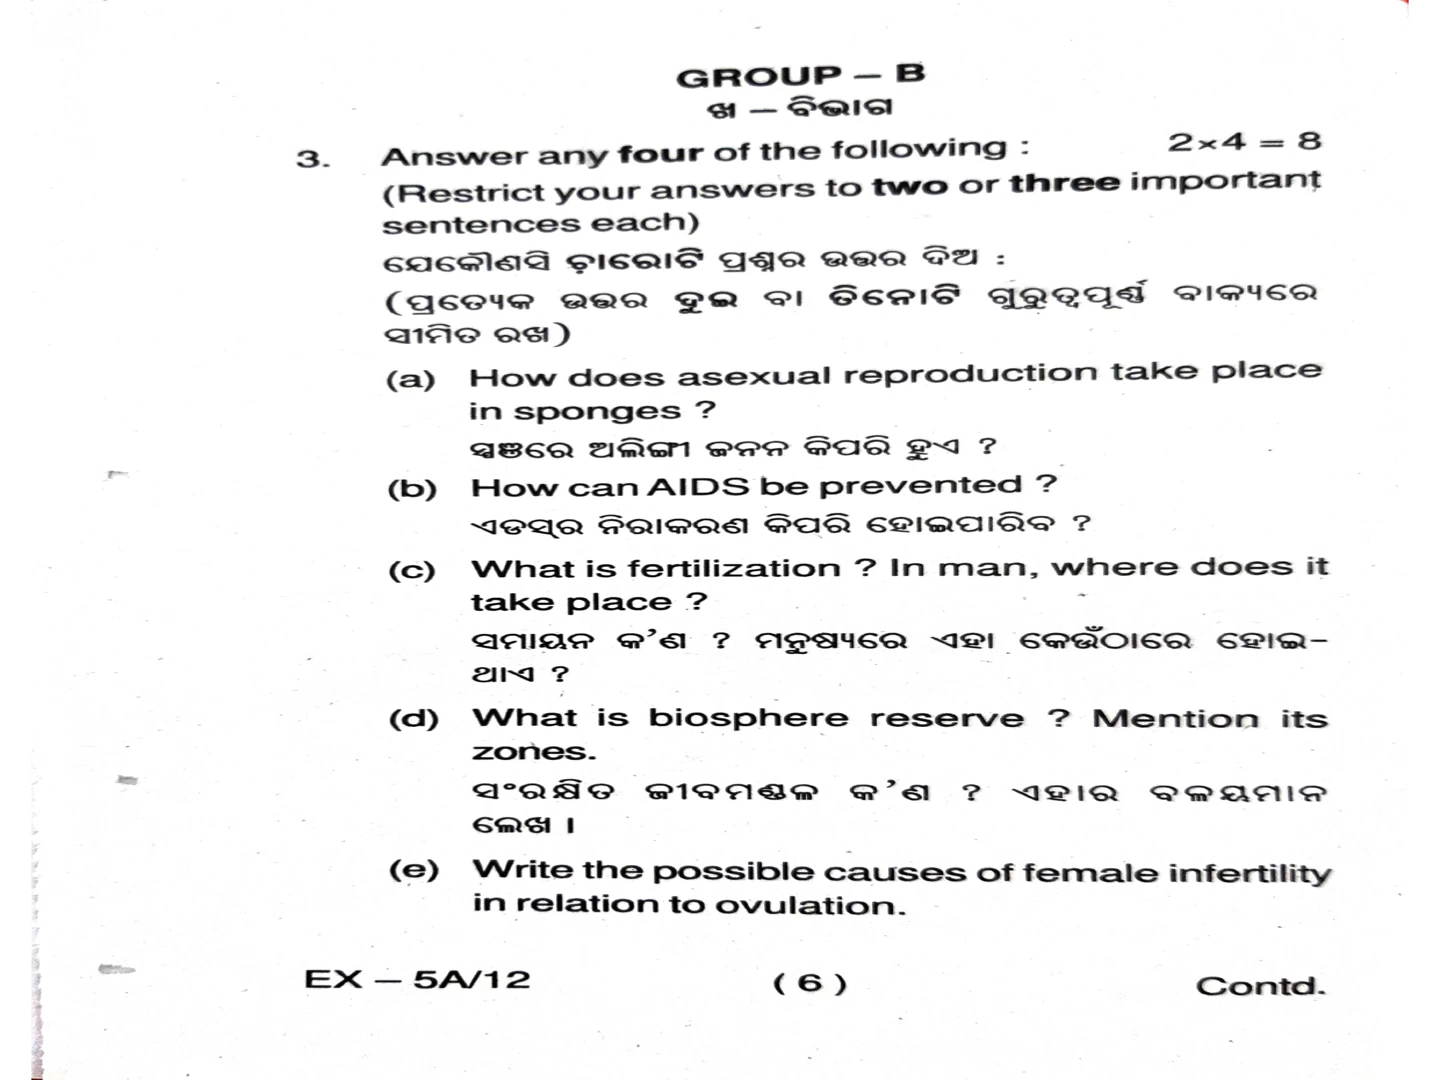 GROUP – B
ଖ – ବିଭାଗ
3. Answer any four of the following : 2×4 = 8
(Restrict your answers to two or three important
sentences each)
ଯେକୌଣସି ଚାରୋଟି ପ୍ରଶ୍ନର ଉତ୍ତର ଦିଅ :
(ପ୍ରତ୍ୟେକ ଉତ୍ତର ଦୁଇ ବା ତିନୋଟି ଗୁରୁତ୍ୱପୂର୍ଣ୍ଣ ବାକ୍ୟରେ
ସୀମିତ ରଖ)
(a) How does asexual reproduction take place
in sponges ?
ସ୍ପଞ୍ଜରେ ଅଲିଙ୍ଗୀ ଜନନ କିପରି ହୁଏ ?
(b) How can AIDS be prevented ?
ଏଡସ୍‌ର ନିରାକରଣ କିପରି ହୋଇପାରିବ ?
(c) What is fertilization ? In man, where does it
take place ?
ସମାୟନ କ'ଣ ? ମନୁଷ୍ୟରେ ଏହା କେଉଁଠାରେ ହୋଇ-
ଥାଏ ?
(d) What is biosphere reserve ? Mention its
zones.
ସଂରକ୍ଷିତ ଜୀବମଣ୍ଡଳ କ'ଣ ? ଏହାର ବଳୟମାନ
ଲେଖ ।
(e) Write the possible causes of female infertility
in relation to ovulation.
EX – 5A/12 ( 6 ) Contd.